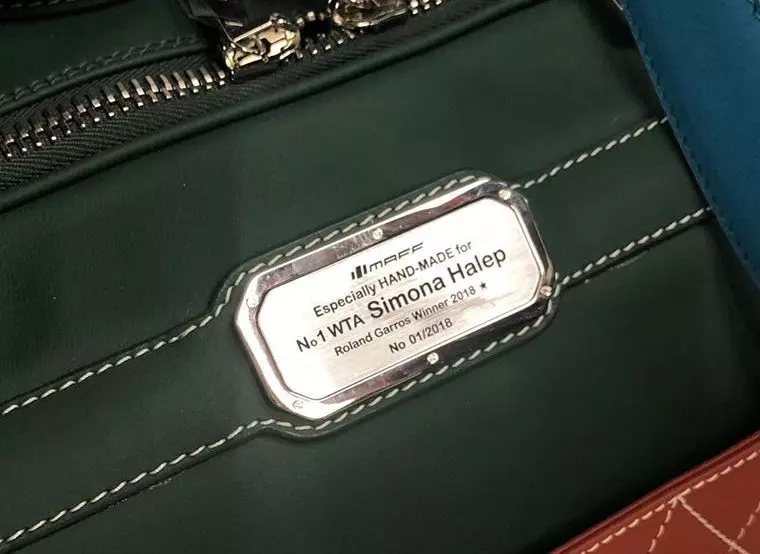 MAFF
Especially HAND-MADE for
No1 WTA Simona Halep
Roland Garros Winner 2018 ★
No 01/2018